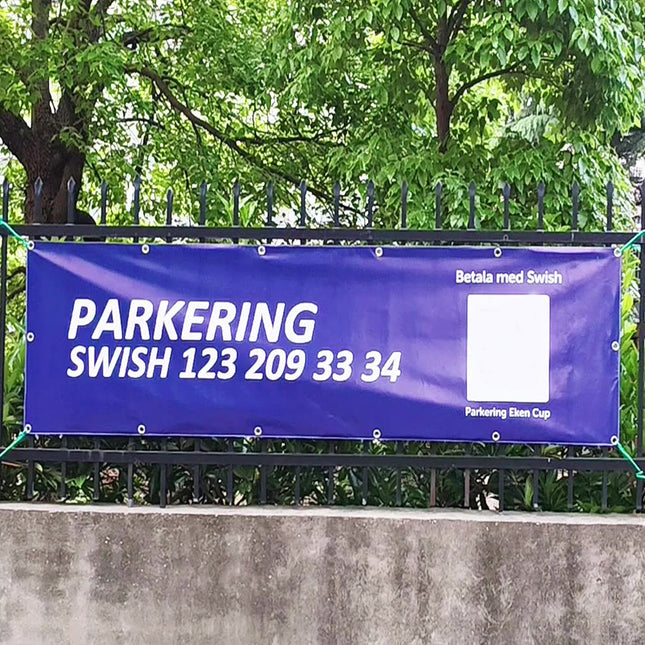 PARKERING
SWISH 123 209 33 34
Betala med Swish
Parkering Eken Cup